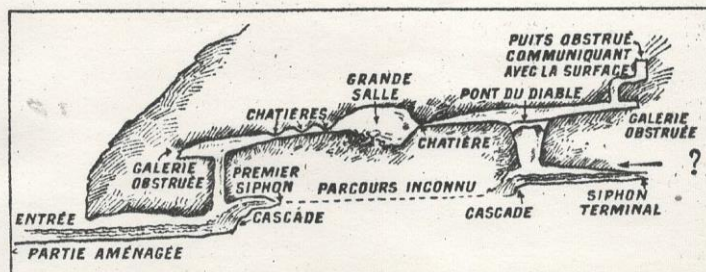 PUITS OBSTRUÉ
COMMUNIQUANT
AVEC LA SURFACE
GRANDE
SALLE
PONT DU DIABLE
CHATIÈRES
GALERIE
OBSTRUÉE
CHATIÈRE
GALERIE
OBSTRUÉE
PREMIER
SIPHON
PARCOURS INCONNU
?
CASCADE
CASCADE
SIPHON
TERMINAL
ENTRÉE
PARTIE AMÉNAGÉE